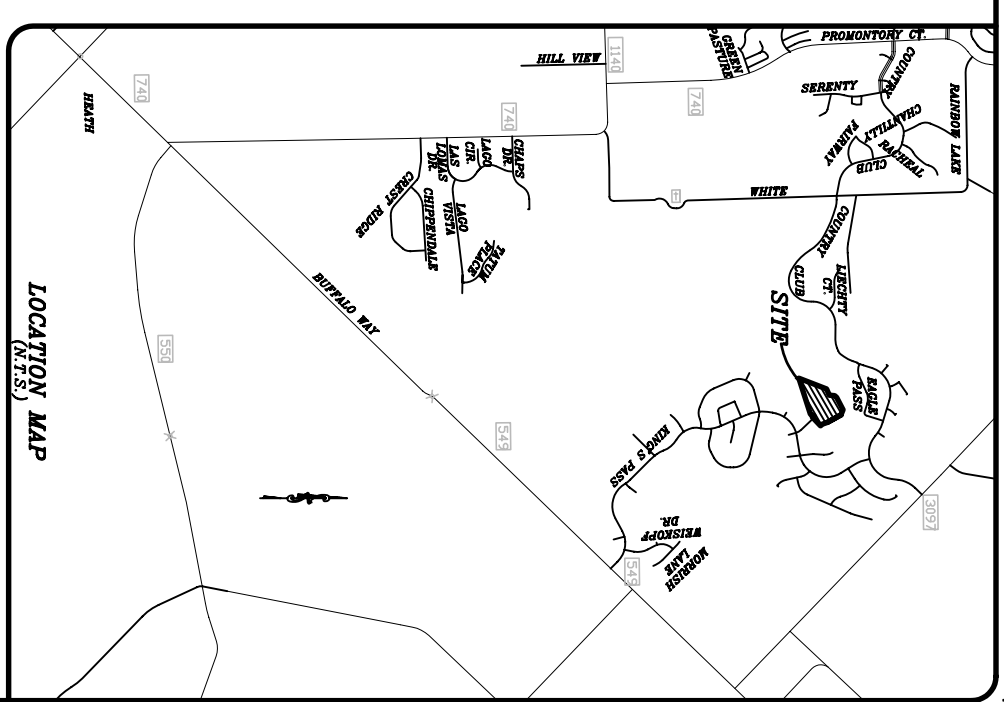 PROMONTORY CT.
GREEN
PASTURE
HILL VIEW
1140
740
740
740
HEATH
COUNTRY
SERENTY
RAINBOW LAKE
CHANTILLY
FAIRWAY
RACHEAL
CLUB
WHITE
CHAPS
DR.
LAGO
CIR.
LAS
LOMAS
DR.
CREST RIDGE
CHIPPENDALE
LAGO
VISTA
TATUM
PLACE
COUNTRY
CLUB
LIECHTY
CT.
SITE
EAGLE
PASS
BUFFALO WAY
550
549
KING'S PASS
WEISKOPF
DR.
MORRISH
LANE
549
3097
LOCATION MAP
(N.T.S.)